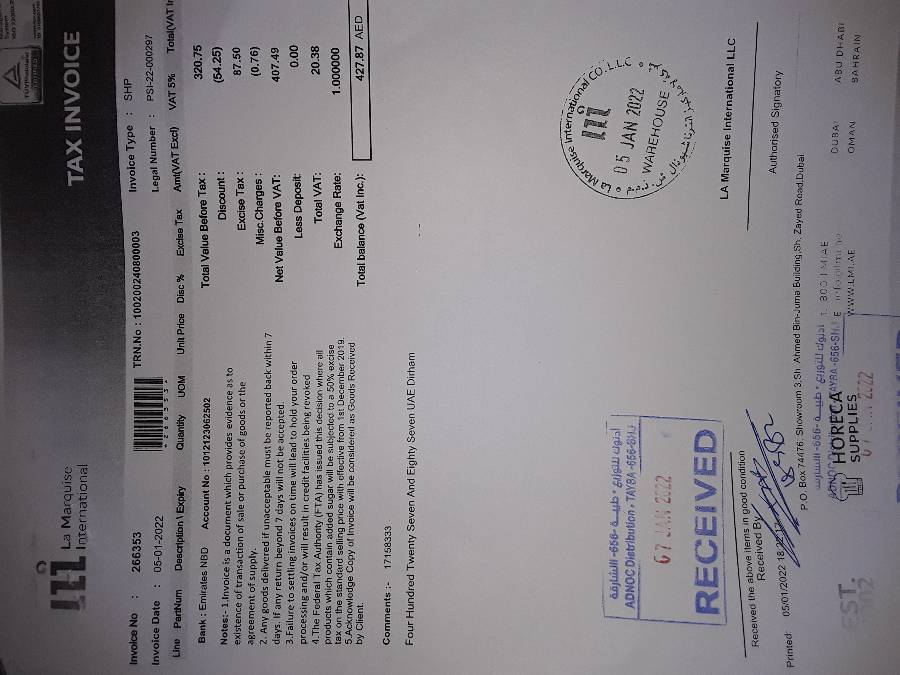 La Marquise
International
TAX INVOICE
Invoice No : 266353
TRN.No : 100200240800003
Invoice Type : SHP
Invoice Date : 05-01-2022
*266353*
Legal Number : PSI-22-000297
Line PartNum Description \ Expiry Quantity UOM Unit Price Disc % Excise Tax Amt(VAT Excl) VAT 5% Total(VAT
Bank : Emirates NBD Account No : 1012123062502
Total Value Before Tax : 320.75
Discount : (54.25)
Excise Tax : 87.50
Misc.Charges : (0.76)
Net Value Before VAT: 407.49
Less Deposit: 0.00
Total VAT: 20.38
Exchange Rate: 1.000000
Total balance (Vat Inc.): 427.87 AED
Notes:- 1.Invoice is a document which provides evidence as to
existence of transaction of sale or purchase of goods or the
agreement of supply.
2. Any goods delivered if unacceptable must be reported back within 7
days. If any return beyond 7 days will not be accepted.
3.Failure to settling invoices on time will lead to hold your order
processing and/or will result in credit facilities being revoked
4.The Federal Tax Authority (FTA) has issued this decision where all
products which contain added sugar will be subjected to a 50% excise
tax on the standard selling price with effective from 1st December 2019.
5.Acknowledge Copy of Invoice will be considered as Goods Received
by Client.
Comments :- 17158333
Four Hundred Twenty Seven And Eighty Seven UAE Dirham
La Marquise International CO. L.L.C
05 JAN 2022
WAREHOUSE
أدنوك للتوزيع - طيبة -656- الشارقة
ADNOC Distribution - TAYBA -656-SHJ
07 JAN 2022
RECEIVED
LA Marquise International LLC
Received the above items in good condition
Received By
Authorised Signatory
Printed: 05/01/2022 18:
P.O. Box 74476, Showroom 3,Sh Ahmed Bin-Juma Building,Sh. Zayed Road,Dubai
أدنوك للتوزيع - طيبة -656- الشارقة
TAYBA -656-SHJ
EST.
HORECA
SUPPLIES
T. 800 LMI.AE
WWW.LMI.AE
DUBAI
OMAN
ABU DHABI
BAHRAIN
2022